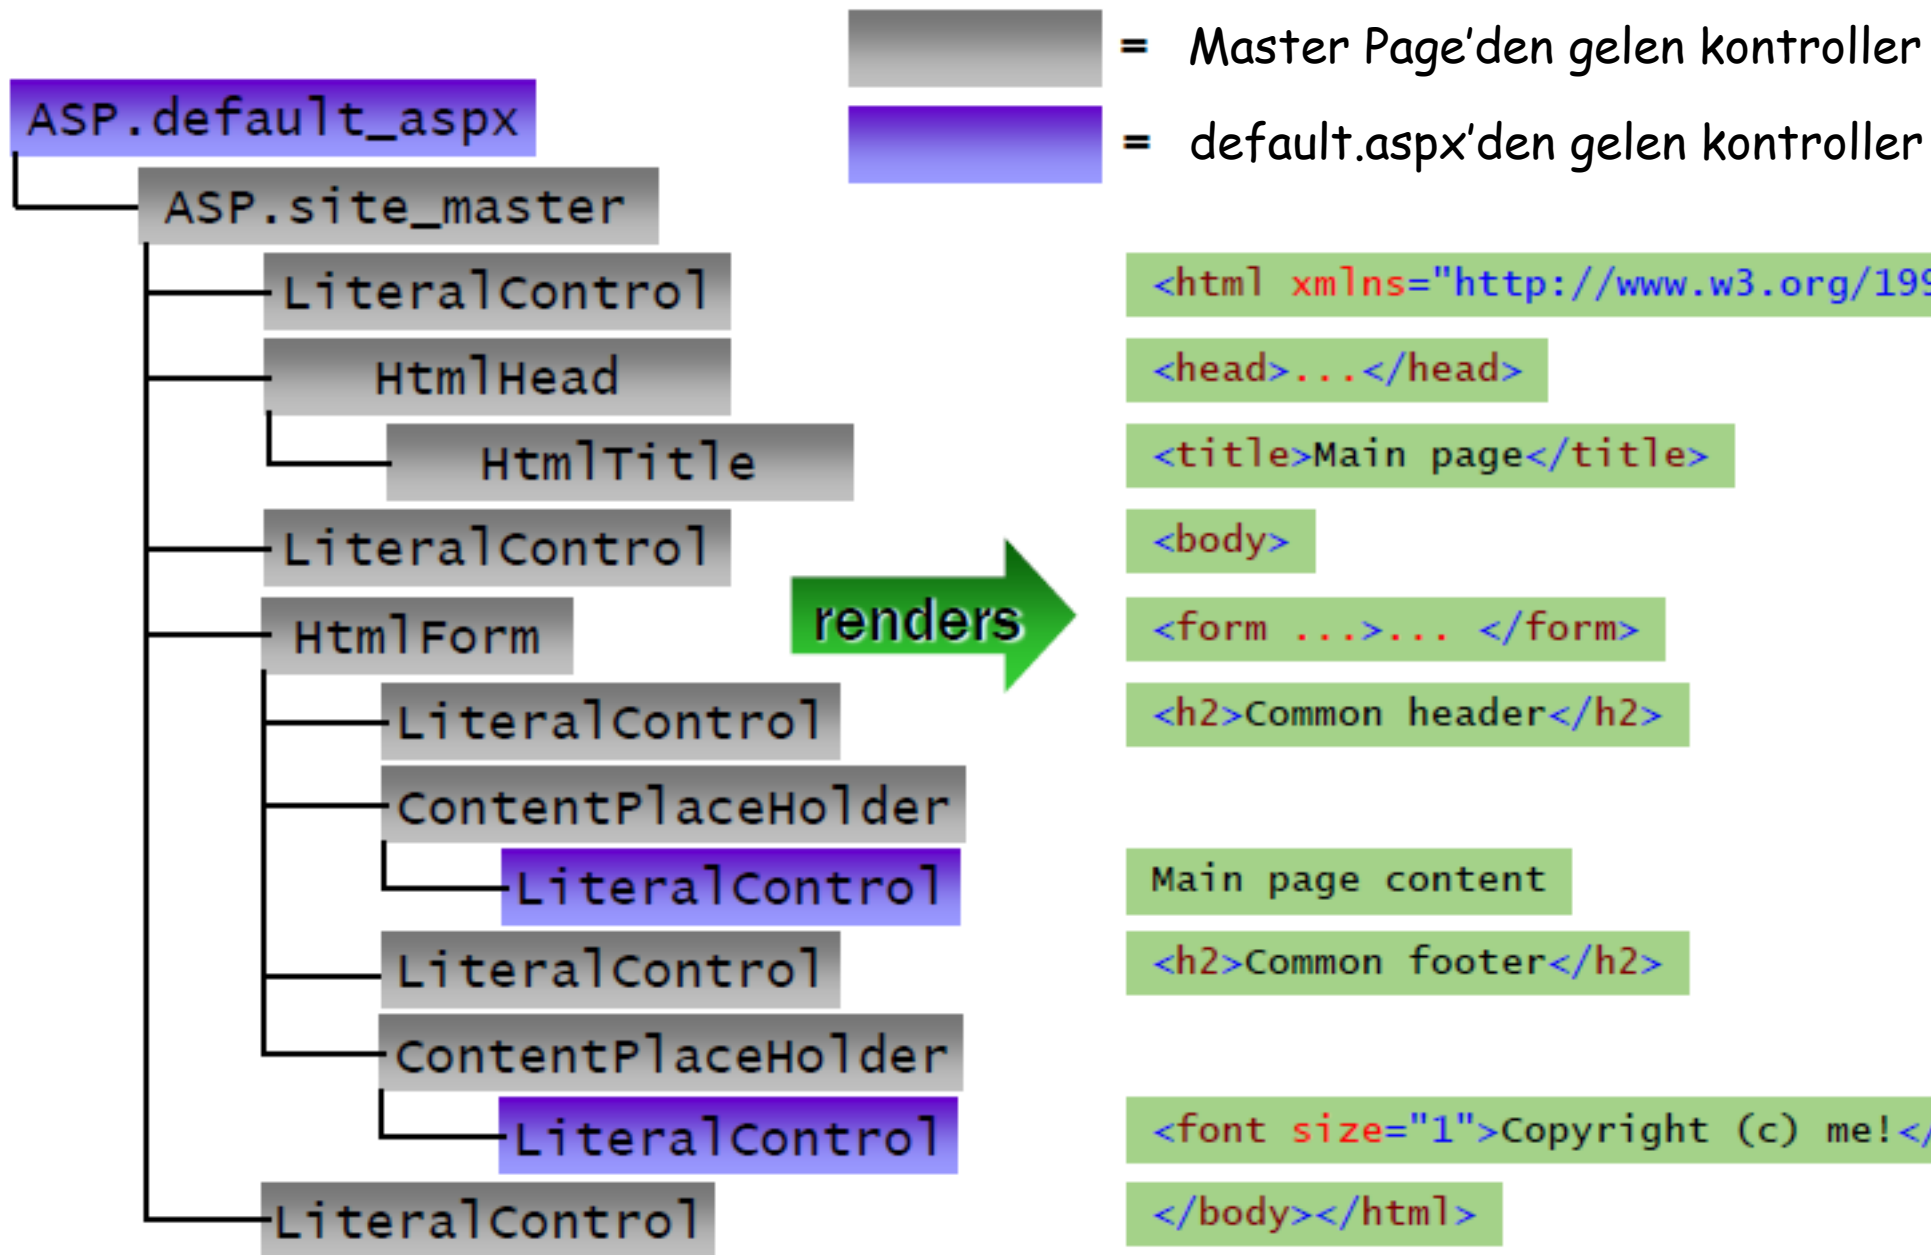 = Master Page'den gelen kontroller
= default.aspx'den gelen kontroller
ASP.default_aspx
ASP.site_master
LiteralControl
HtmlHead
HtmlTitle
LiteralControl
HtmlForm
LiteralControl
ContentPlaceHolder
LiteralControl
LiteralControl
ContentPlaceHolder
LiteralControl
LiteralControl
renders
<html xmlns="http://www.w3.org/199
<head>...</head>
<title>Main page</title>
<body>
<form ...>... </form>
<h2>Common header</h2>
Main page content
<h2>Common footer</h2>
<font size="1">Copyright (c) me!</
</body></html>